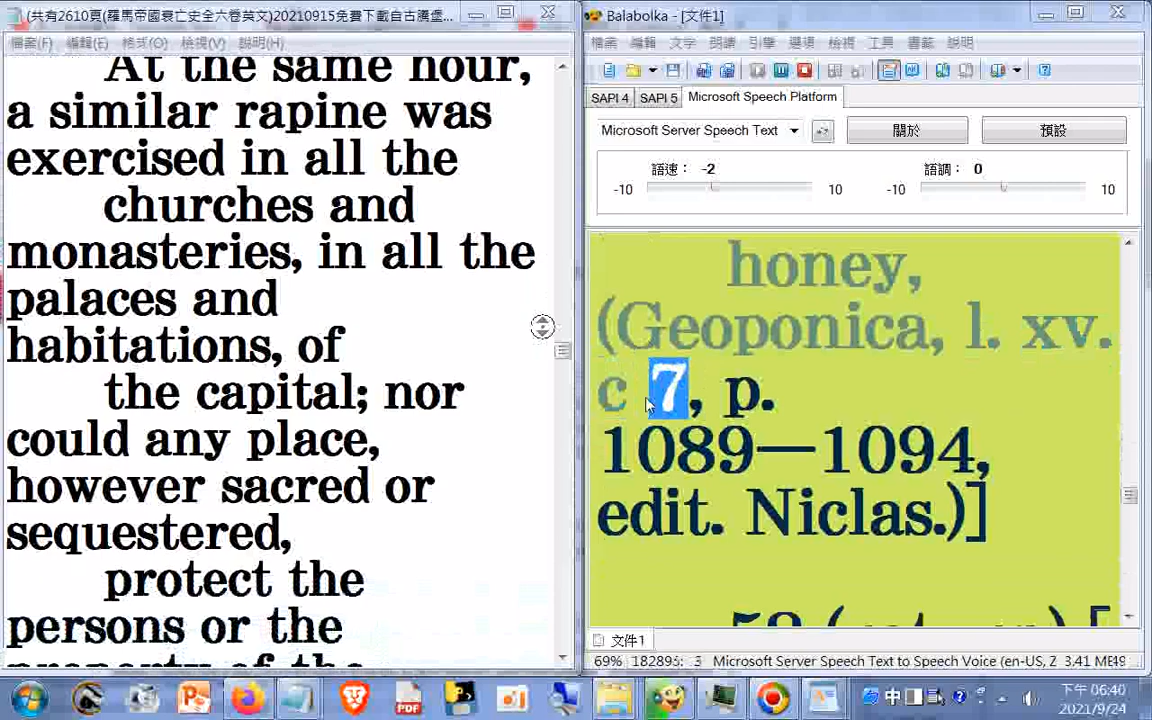 (共有2610頁(羅馬帝國衰亡史全六卷英文)20210915免費下載自古騰堡...
檔案(F) 編輯(E) 格式(O) 檢視(V) 說明(H)
At the same hour,
a similar rapine was
exercised in all the
churches and
monasteries, in all the
palaces and
habitations, of
the capital; nor
could any place,
however sacred or
sequestered,
protect the
persons or the
property of the
Balabolka - [文件1]
檔案 編輯 文字 朗讀 引擎 選項 檢視 工具 書籤 說明
SAPI 4 SAPI 5 Microsoft Speech Platform
Microsoft Server Speech Text
關於
預設
語速： -2
語調： 0
-10 10 -10 10
honey,
(Geoponica, l. xv.
c 7, p.
1089—1094,
edit. Niclas.)]
文件1
69% 182895: 3 Microsoft Server Speech Text to Speech Voice (en-US, Z 3.41 ME49
PDF
中
下午 06:40
2021/9/24